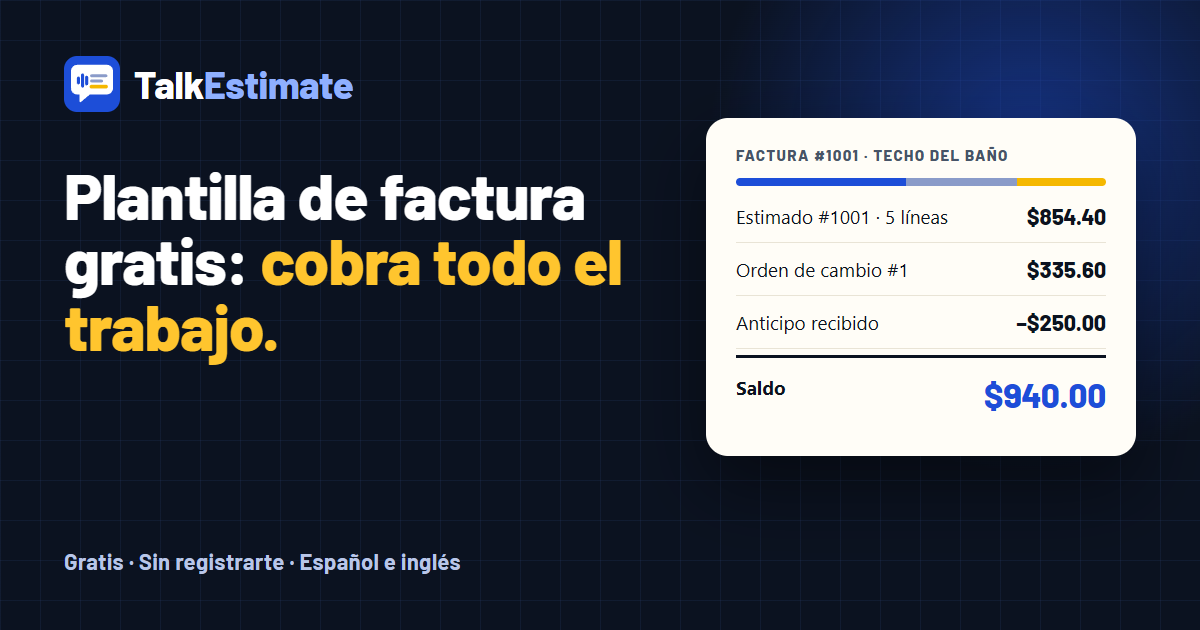 TalkEstimate
Plantilla de factura
gratis: cobra todo el
trabajo.
Gratis · Sin registrarte · Español e inglés
FACTURA #1001 · TECHO DEL BAÑO
Estimado #1001 · 5 líneas $854.40
Orden de cambio #1 $335.60
Anticipo recibido −$250.00
Saldo $940.00